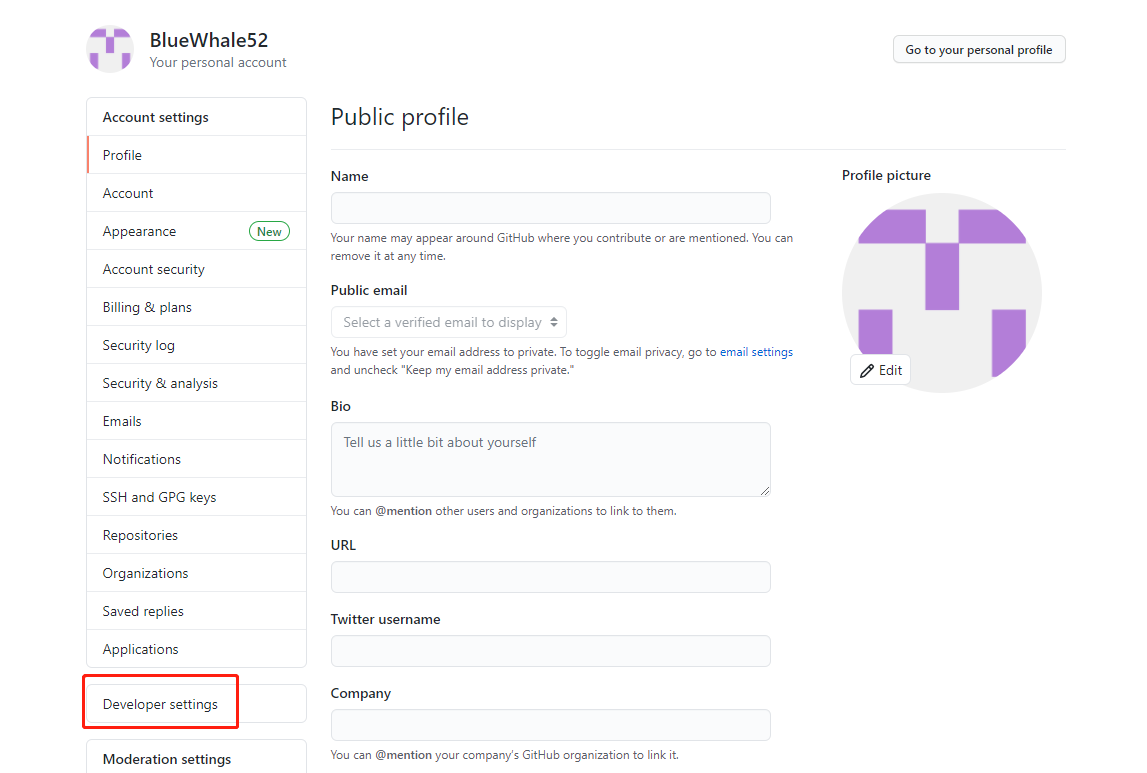 BlueWhale52
Your personal account
Go to your personal profile
Account settings
Profile
Account
Appearance
New
Account security
Billing & plans
Security log
Security & analysis
Emails
Notifications
SSH and GPG keys
Repositories
Organizations
Saved replies
Applications
Developer settings
Moderation settings
Public profile
Name
Your name may appear around GitHub where you contribute or are mentioned. You can
remove it at any time.
Public email
Select a verified email to display
You have set your email address to private. To toggle email privacy, go to email settings
and uncheck "Keep my email address private."
Bio
Tell us a little bit about yourself
You can @mention other users and organizations to link to them.
URL
Twitter username
Company
You can @mention your company's GitHub organization to link it.
Profile picture
Edit